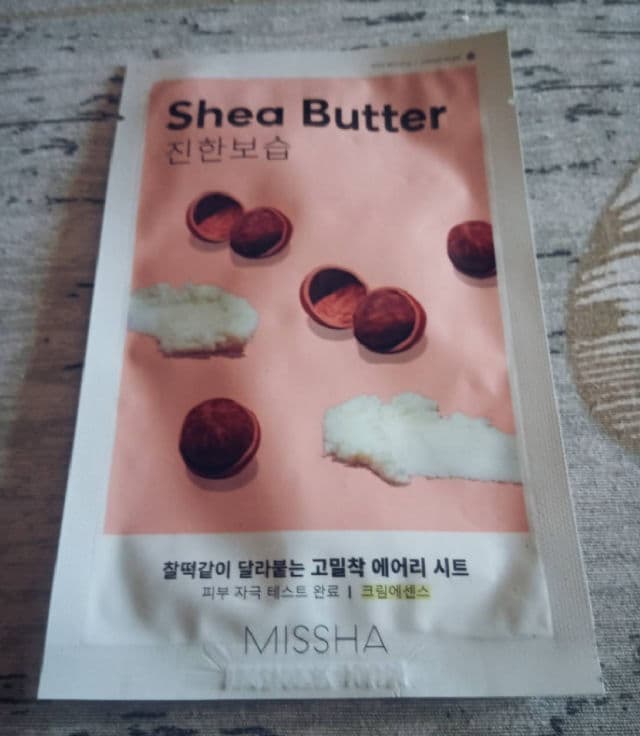 Shea Butter
진한보습
찰떡같이 달라붙는 고밀착 에어리 시트
피부 자극 테스트 완료 | 크림에센스
MISSHA